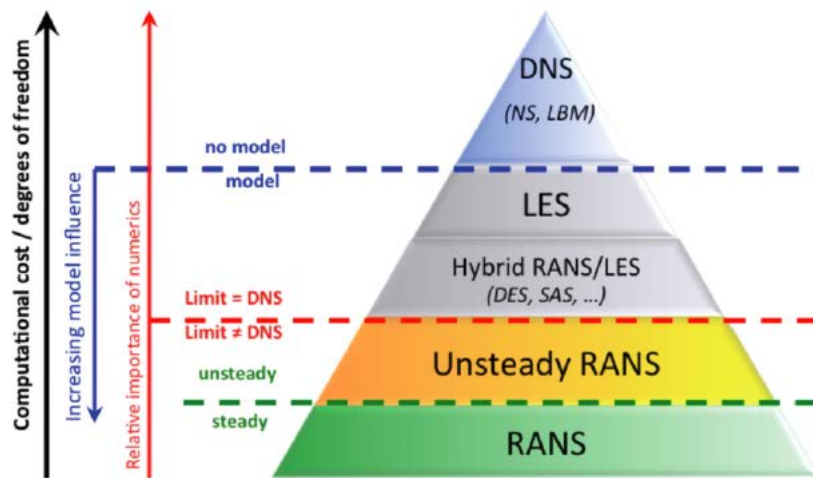 Computational cost / degrees of freedom
Increasing model influence
Relative importance of numerics
no model
model
Limit = DNS
Limit ≠ DNS
unsteady
steady
DNS
(NS, LBM)
LES
Hybrid RANS/LES
(DES, SAS, ...)
Unsteady RANS
RANS